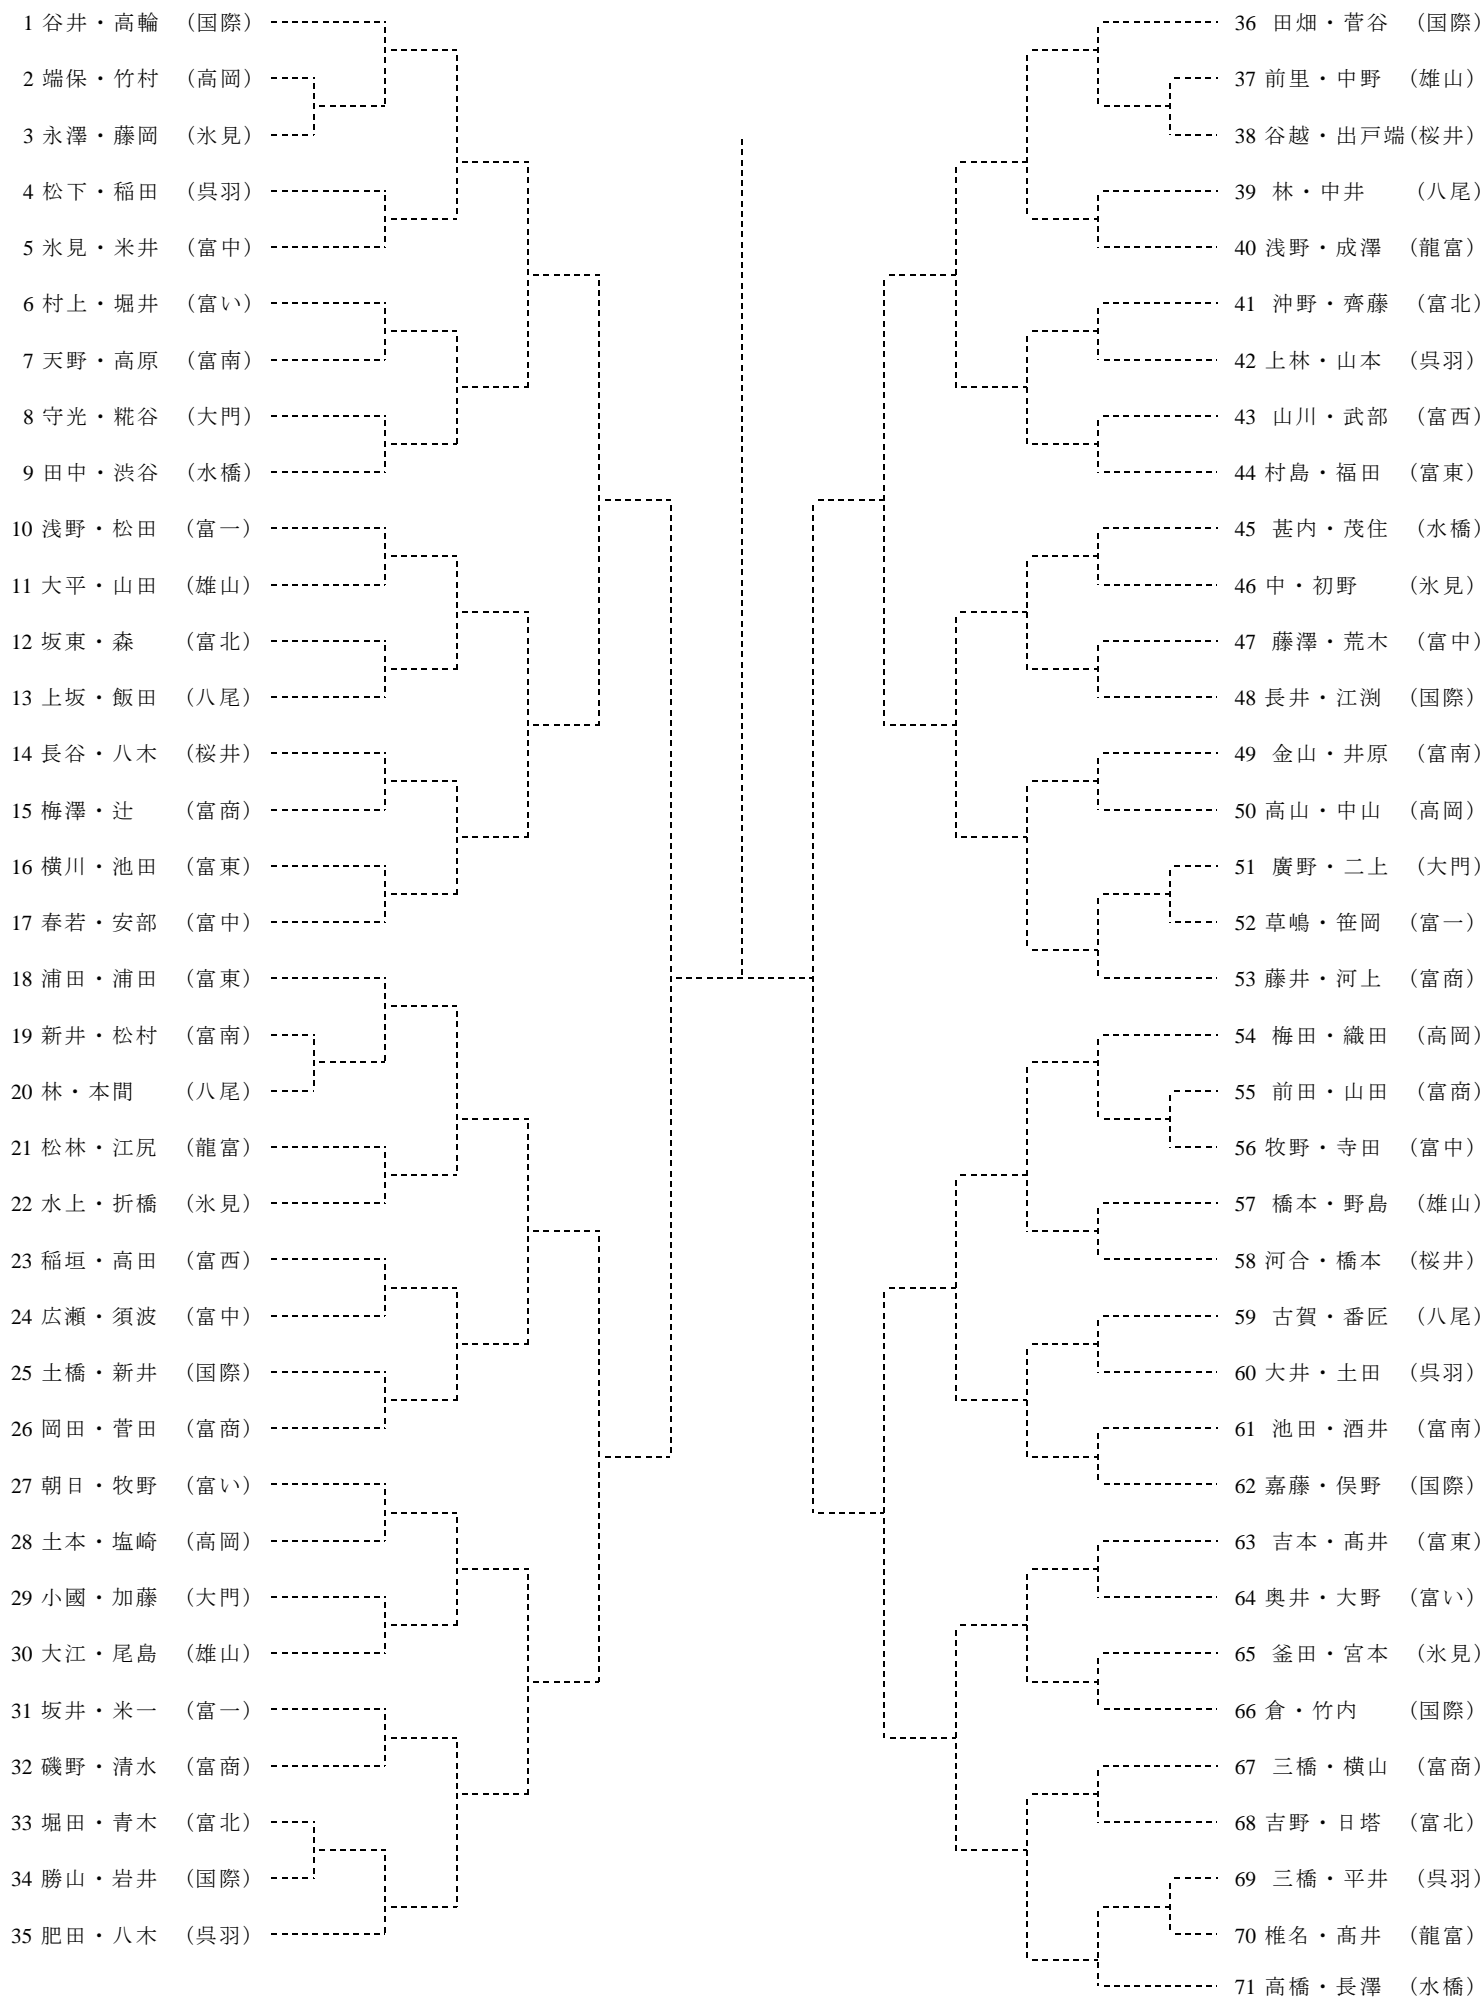 1 谷井・高輪 （国際）
2 端保・竹村 （高岡）
3 永澤・藤岡 （氷見）
4 松下・稲田 （呉羽）
5 氷見・米井 （富中）
6 村上・堀井 （富い）
7 天野・高原 （富南）
8 守光・糀谷 （大門）
9 田中・渋谷 （水橋）
10 浅野・松田 （富一）
11 大平・山田 （雄山）
12 坂東・森 （富北）
13 上坂・飯田 （八尾）
14 長谷・八木 （桜井）
15 梅澤・辻 （富商）
16 横川・池田 （富東）
17 春若・安部 （富中）
18 浦田・浦田 （富東）
19 新井・松村 （富南）
20 林・本間 （八尾）
21 松林・江尻 （龍富）
22 水上・折橋 （氷見）
23 稲垣・高田 （富西）
24 広瀬・須波 （富中）
25 土橋・新井 （国際）
26 岡田・菅田 （富商）
27 朝日・牧野 （富い）
28 土本・塩崎 （高岡）
29 小國・加藤 （大門）
30 大江・尾島 （雄山）
31 坂井・米一 （富一）
32 磯野・清水 （富商）
33 堀田・青木 （富北）
34 勝山・岩井 （国際）
35 肥田・八木 （呉羽）
36 田畑・菅谷 （国際）
37 前里・中野 （雄山）
38 谷越・出戸端(桜井）
39 林・中井 （八尾）
40 浅野・成澤 （龍富）
41 沖野・齊藤 （富北）
42 上林・山本 （呉羽）
43 山川・武部 （富西）
44 村島・福田 （富東）
45 甚内・茂住 （水橋）
46 中・初野 （氷見）
47 藤澤・荒木 （富中）
48 長井・江渕 （国際）
49 金山・井原 （富南）
50 高山・中山 （高岡）
51 廣野・二上 （大門）
52 草嶋・笹岡 （富一）
53 藤井・河上 （富商）
54 梅田・織田 （高岡）
55 前田・山田 （富商）
56 牧野・寺田 （富中）
57 橋本・野島 （雄山）
58 河合・橋本 （桜井）
59 古賀・番匠 （八尾）
60 大井・土田 （呉羽）
61 池田・酒井 （富南）
62 嘉藤・俣野 （国際）
63 吉本・髙井 （富東）
64 奥井・大野 （富い）
65 釜田・宮本 （氷見）
66 倉・竹内 （国際）
67 三橋・横山 （富商）
68 吉野・日塔 （富北）
69 三橋・平井 （呉羽）
70 椎名・髙井 （龍富）
71 高橋・長澤 （水橋）